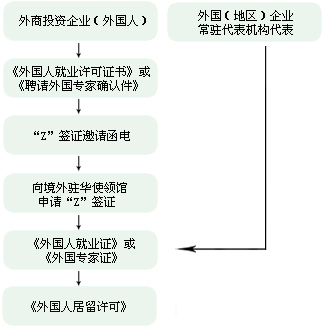 外商投资企业(外国人)
外国(地区)企业
常驻代表机构代表
《外国人就业许可证书》或
《聘请外国专家确认件》
“Z”签证邀请函电
向境外驻华使领馆
申请“Z”签证
《外国人就业证》或
《外国专家证》
《外国人居留许可》